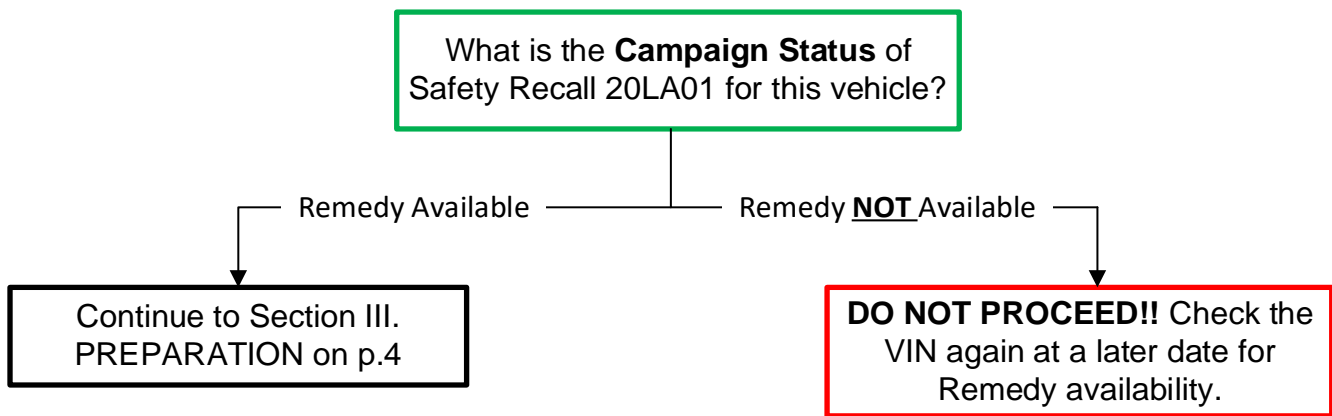 What is the Campaign Status of
Safety Recall 20LA01 for this vehicle?
Remedy Available
Remedy NOT Available
Continue to Section III.
PREPARATION on p.4
DO NOT PROCEED!! Check the
VIN again at a later date for
Remedy availability.